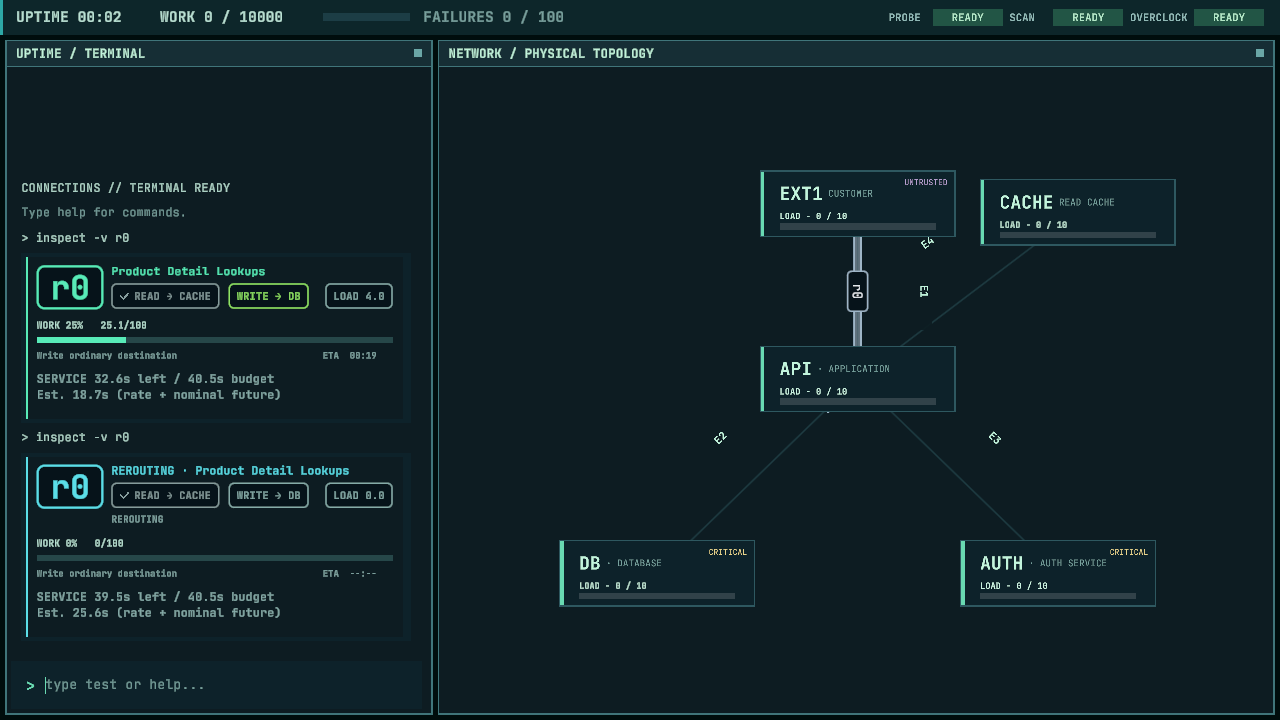 UPTIME 00:02 WORK 0 / 10000 FAILURES 0 / 100 PROBE READY SCAN READY OVERCLOCK READY
UPTIME / TERMINAL
CONNECTIONS // TERMINAL READY
Type help for commands.
> inspect -v r0
r0
Product Detail Lookups
✓ READ → CACHE WRITE → DB LOAD 4.0
WORK 25% 25.1/100
Write ordinary destination ETA 00:19
SERVICE 32.6s left / 40.5s budget
Est. 18.7s (rate + nominal future)
> inspect -v r0
r0
REROUTING · Product Detail Lookups
✓ READ → CACHE WRITE → DB LOAD 0.0
REROUTING
WORK 0% 0/100
Write ordinary destination ETA --:--
SERVICE 39.5s left / 40.5s budget
Est. 25.6s (rate + nominal future)
> type test or help...
NETWORK / PHYSICAL TOPOLOGY
UNTRUSTED
EXT1 CUSTOMER
LOAD - 0 / 10
CACHE READ CACHE
LOAD - 0 / 10
E4
E1
r0
API · APPLICATION
LOAD - 0 / 10
E2
E3
CRITICAL
DB · DATABASE
LOAD - 0 / 10
CRITICAL
AUTH · AUTH SERVICE
LOAD - 0 / 10